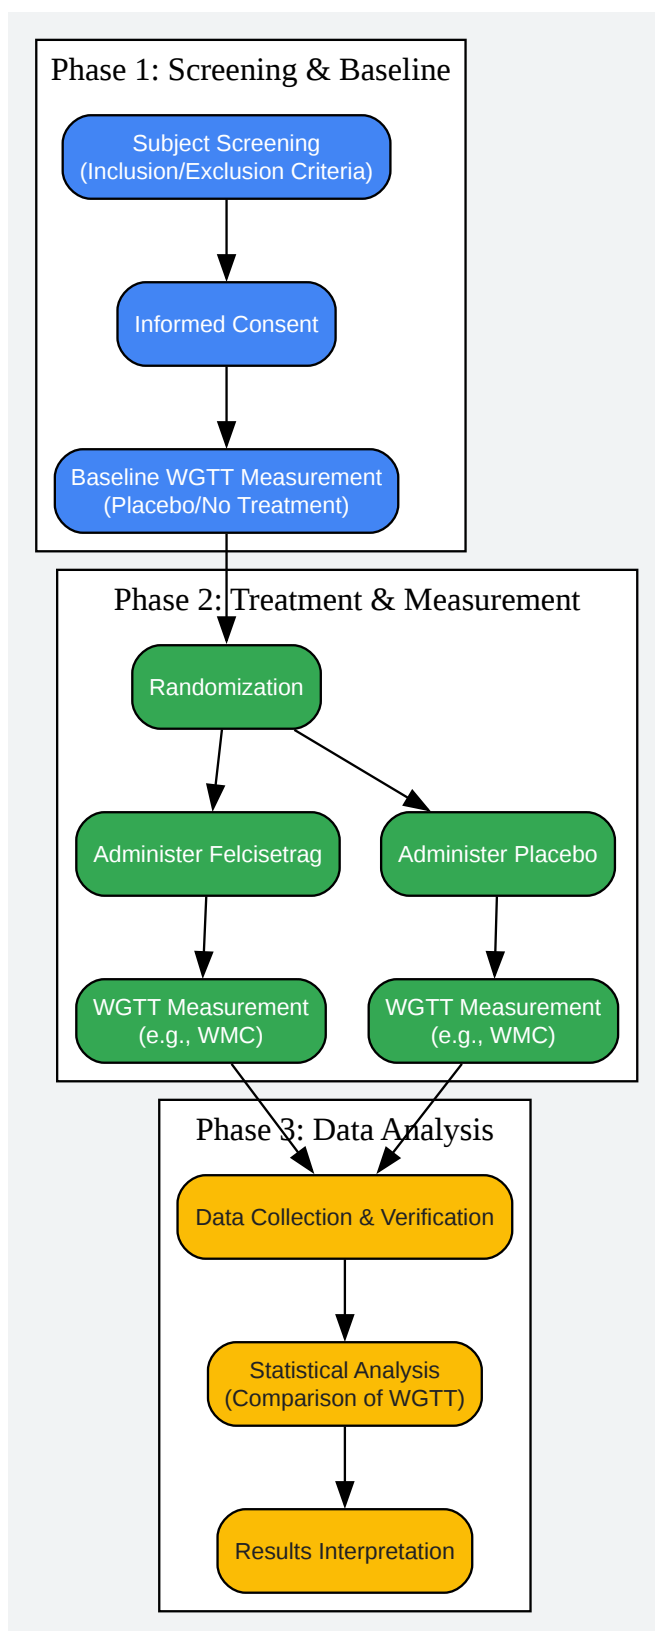 Phase 1: Screening & Baseline
Subject Screening
(Inclusion/Exclusion Criteria)
Informed Consent
Baseline WGTT Measurement
(Placebo/No Treatment)
Phase 2: Treatment & Measurement
Randomization
Administer Felcisetrag
Administer Placebo
WGTT Measurement
(e.g., WMC)
WGTT Measurement
(e.g., WMC)
Phase 3: Data Analysis
Data Collection & Verification
Statistical Analysis
(Comparison of WGTT)
Results Interpretation